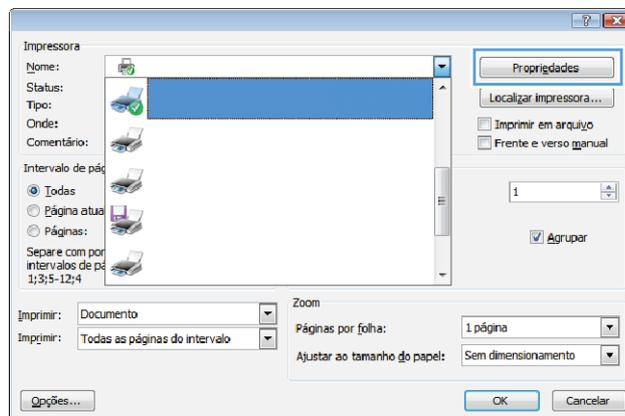 Impressora
Nome:
Propriedades
Status:
Tipo:
Localizar impressora...
Onde:
Imprimir em arquivo
Comentário:
Frente e verso manual
Intervalo de pág
Todas
1
Página atua
Páginas:
Agrupar
Separe com por
intervalos de pá
1;3;5-12;4
Imprimir: Documento
Imprimir: Todas as páginas do intervalo
Zoom
Páginas por folha: 1 página
Ajustar ao tamanho do papel: Sem dimensionamento
Opções...
OK
Cancelar